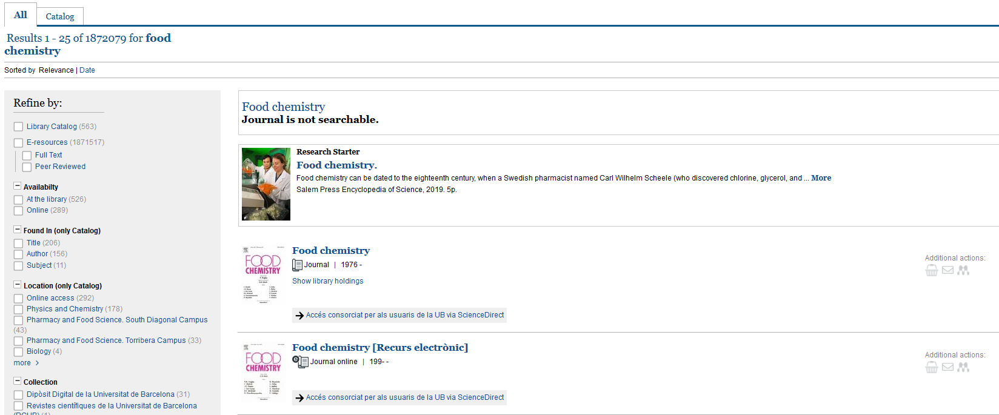 All
Catalog
Results 1 - 25 of 1872079 for food
chemistry
Sorted by Relevance | Date
Refine by:
Library Catalog (563)
E-resources (1871517)
Full Text
Peer Reviewed
Availabilty
At the library (526)
Online (289)
Found In (only Catalog)
Title (206)
Author (156)
Subject (11)
Location (only Catalog)
Online access (292)
Physics and Chemistry (178)
Pharmacy and Food Science. South Diagonal Campus
(43)
Pharmacy and Food Science. Torribera Campus (33)
Biology (4)
more >
Collection
Dipòsit Digital de la Universitat de Barcelona (31)
Revistes científiques de la Universitat de Barcelona
(RCUB) (1)
Food chemistry
Journal is not searchable.
Research Starter
Food chemistry.
Food chemistry can be dated to the eighteenth century, when a Swedish pharmacist named Carl Wilhelm Scheele (who discovered chlorine, glycerol, and ... More
Salem Press Encyclopedia of Science, 2019. 5p.
FOOD
CHEMISTRY
Food chemistry
Journal | 1976 -
Show library holdings
Accés consorciat per als usuaris de la UB via ScienceDirect
Additional actions:
FOOD
CHEMISTRY
Food chemistry [Recurs electrònic]
Journal online | 199- -
Accés consorciat per als usuaris de la UB via ScienceDirect
Additional actions: